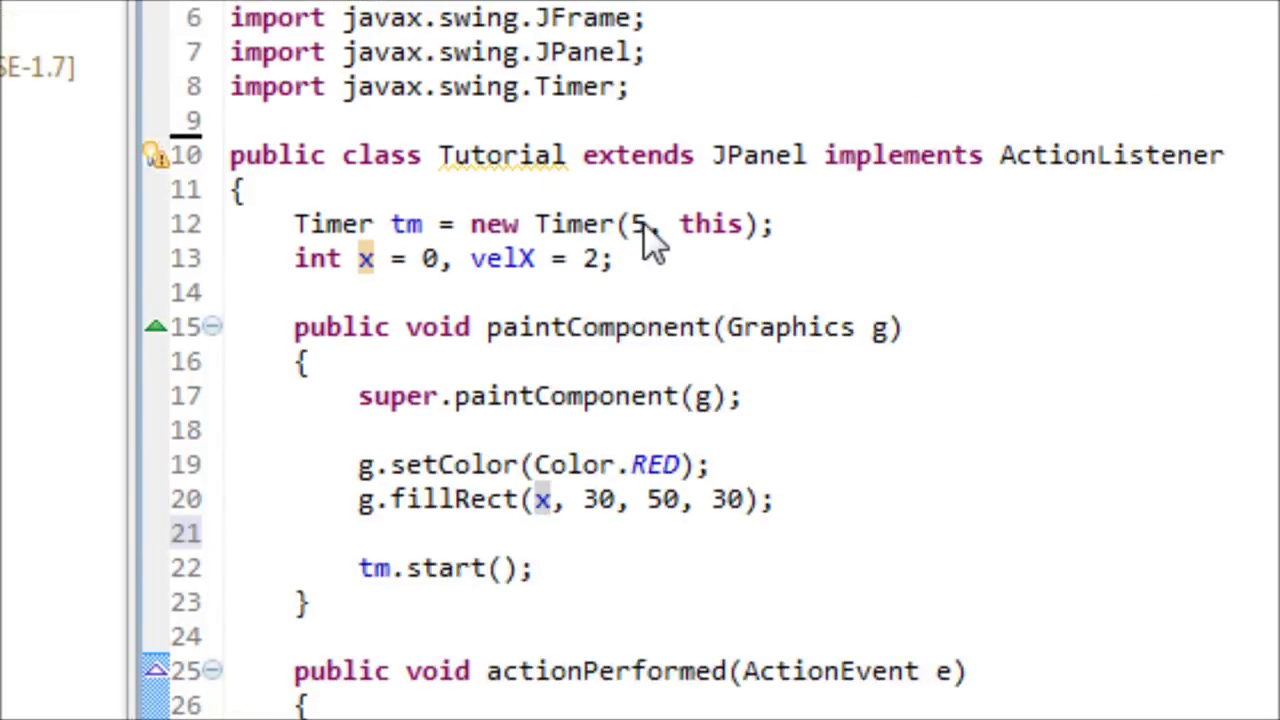 6 import javax.swing.JFrame;
7 import javax.swing.JPanel;
SE-1.7]
8 import javax.swing.Timer;
9
10 public class Tutorial extends JPanel implements ActionListener
11 {
12 Timer tm = new Timer(5, this);
13 int x = 0, velX = 2;
14
15 public void paintComponent(Graphics g)
16 {
17 super.paintComponent(g);
18
19 g.setColor(Color.RED);
20 g.fillRect(x, 30, 50, 30);
21
22 tm.start();
23 }
24
25 public void actionPerformed(ActionEvent e)
26 {